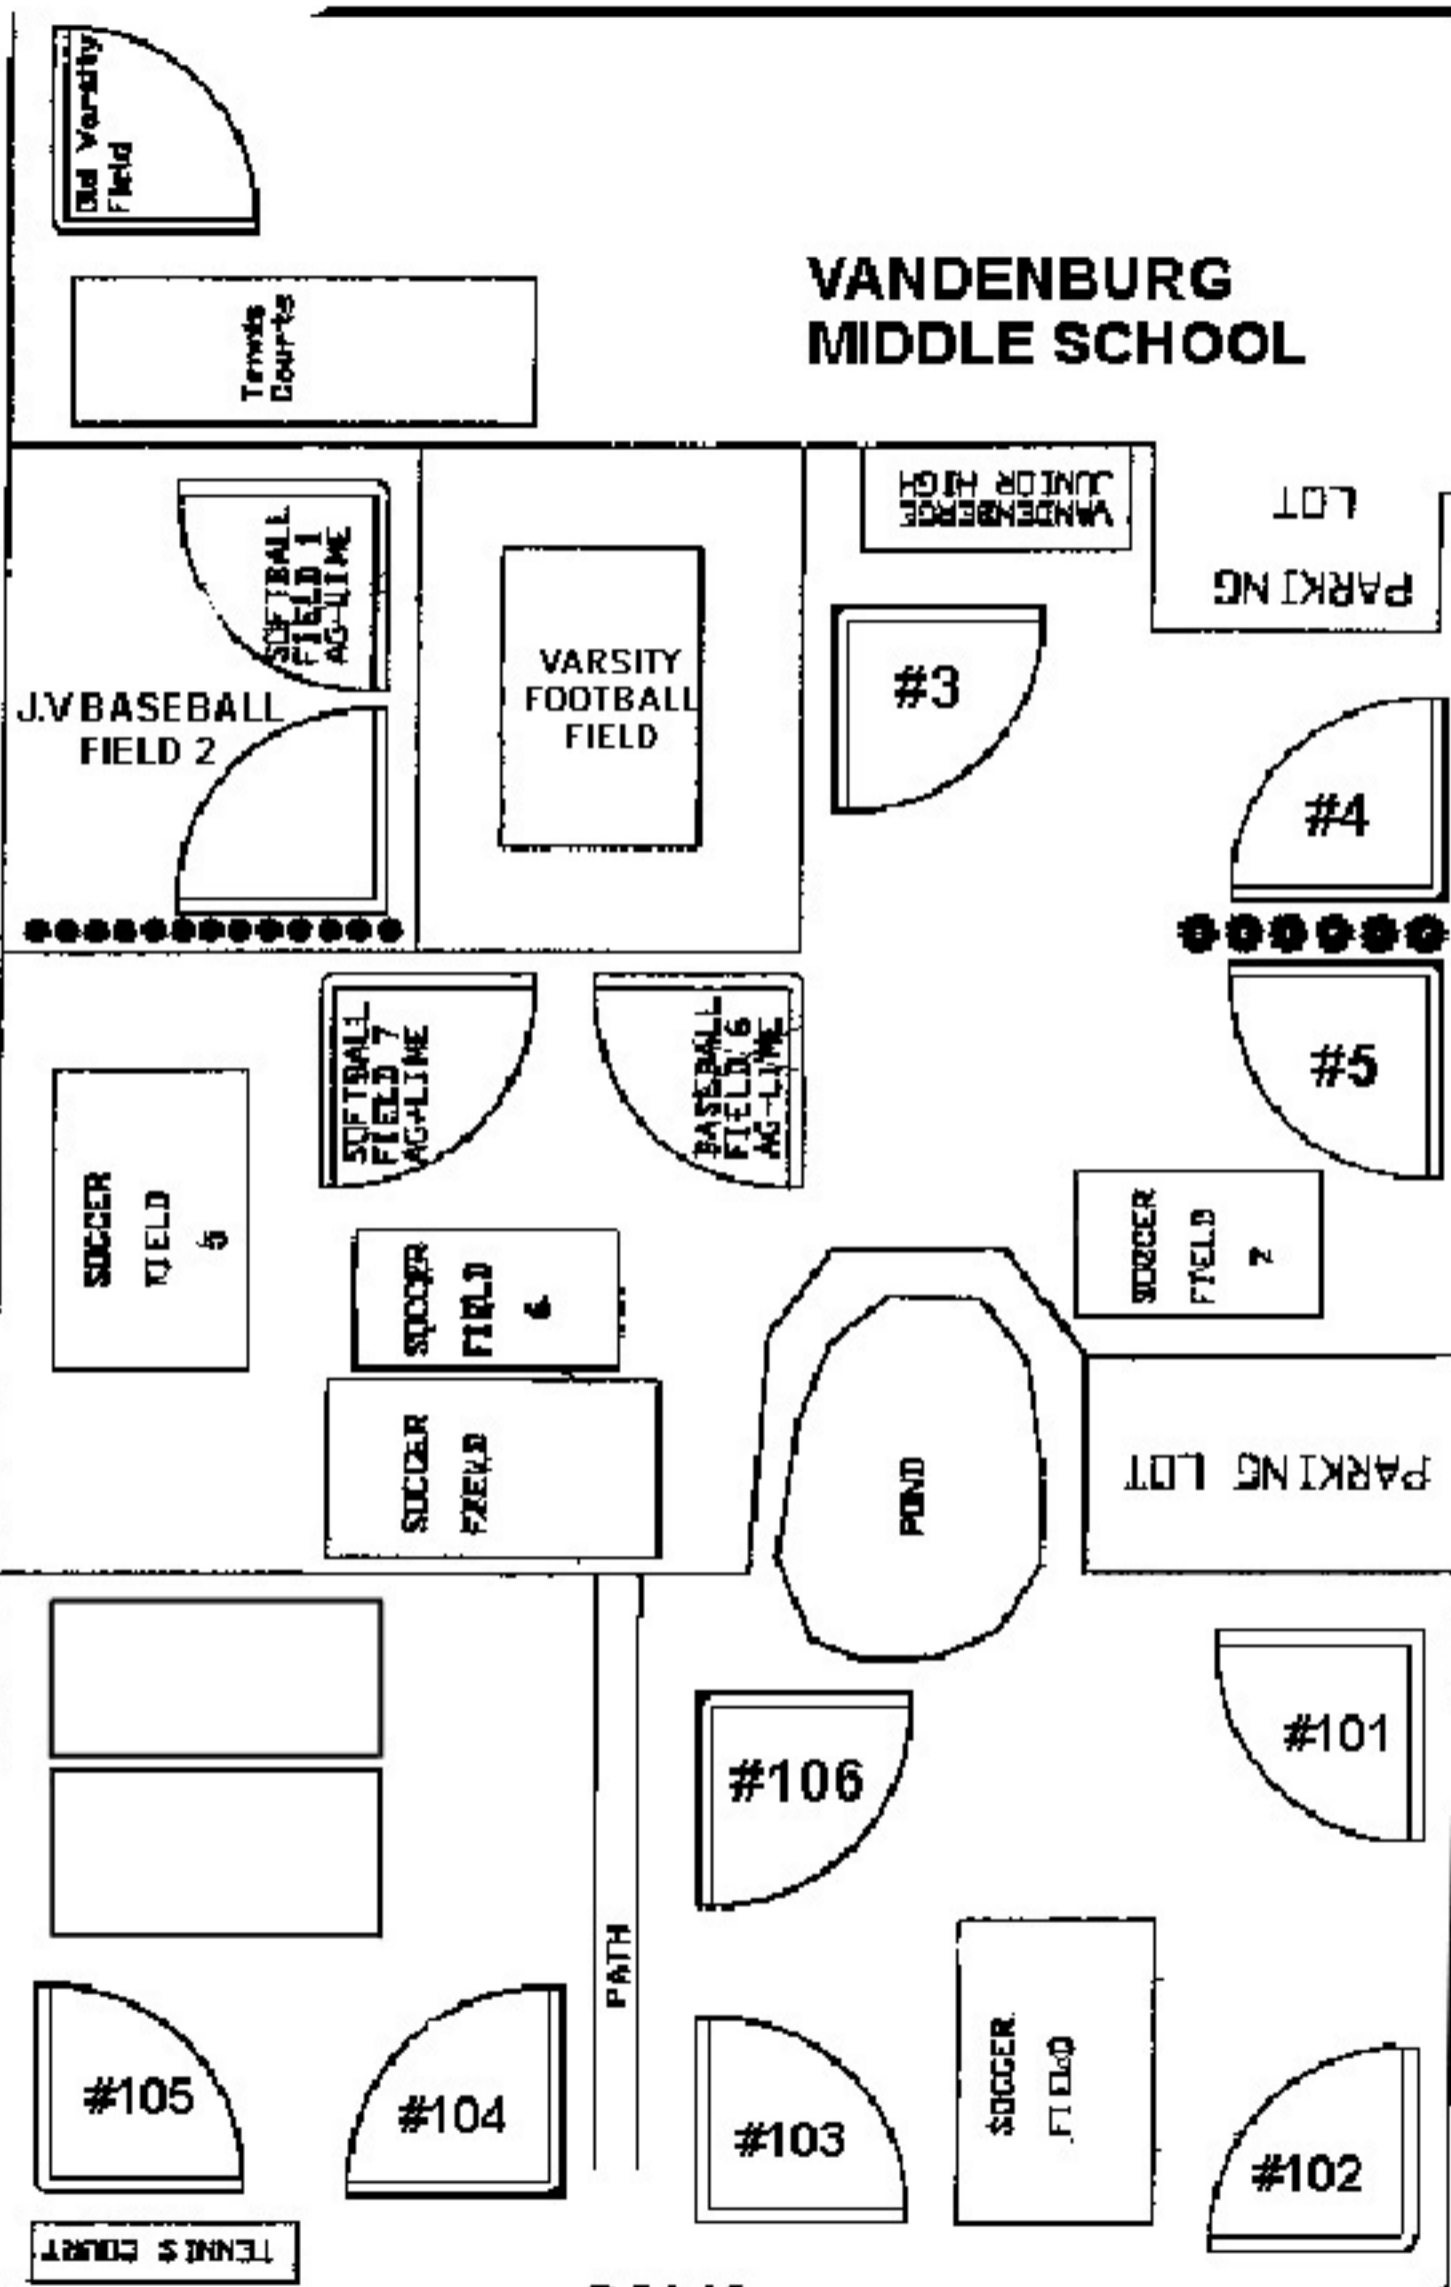 Old Varsity
Field
Tennis
Courts
VANDENBURG
MIDDLE SCHOOL
VANDENBERGE
JUNIOR HIGH
PARKING
LOT
SOFTBALL
FIELD 1
AG-LIME
J.V BASEBALL
FIELD 2
VARSITY
FOOTBALL
FIELD
#3
#4
#5
SOFTBALL
FIELD 7
AG-LIME
BASEBALL
FIELD 6
AG-LIME
SOCCER
FIELD
5
SOCCER
FIELD
6
SOCCER
FIELD
7
SOCCER
FIELD
POND
PARKING LOT
#106
#101
PATH
#105
#104
#103
SOCCER
FIELD
#102
TENNIS COURT